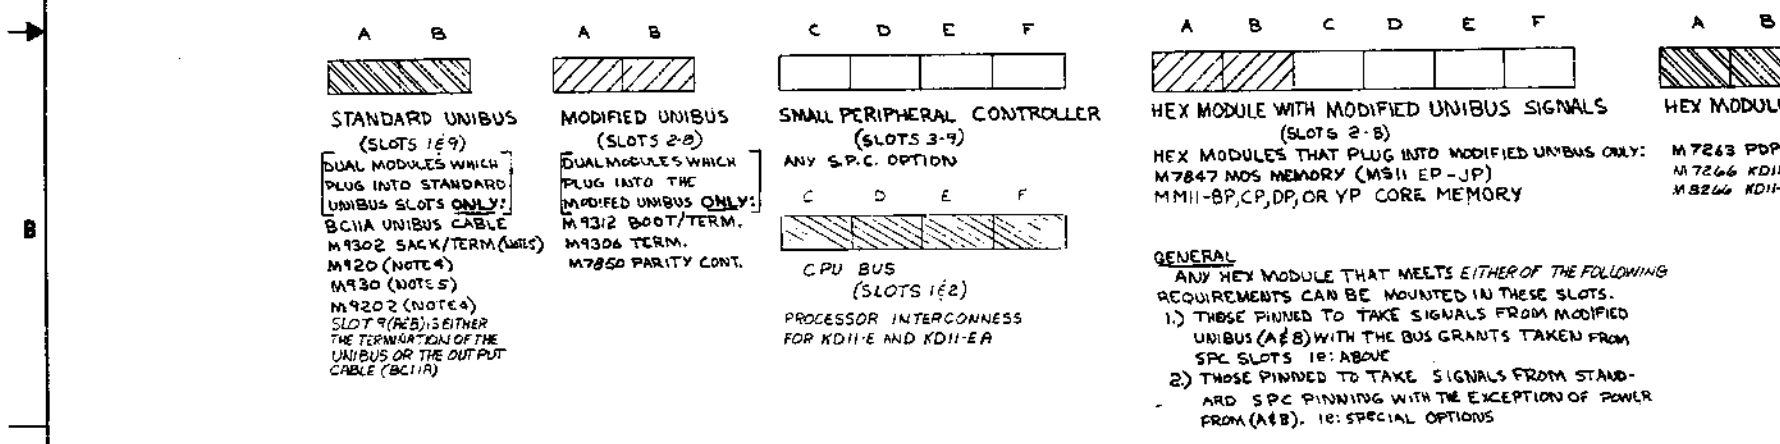 A B
STANDARD UNIBUS
(SLOTS 1&9)
DUAL MODULES WHICH
PLUG INTO STANDARD
UNIBUS SLOTS ONLY:
BC11A UNIBUS CABLE
M9302 SACK/TERM (NOTE5)
M920 (NOTE4)
M930 (NOTE5)
M9202 (NOTE4)
SLOT 9(A&B) IS EITHER
THE TERMINATION OF THE
UNIBUS OR THE OUTPUT
CABLE (BC11A)
A B
MODIFIED UNIBUS
(SLOTS 2-8)
DUAL MODULES WHICH
PLUG INTO THE
MODIFED UNIBUS ONLY:
M9312 BOOT/TERM.
M9306 TERM.
M7850 PARITY CONT.
C D E F
SMALL PERIPHERAL CONTROLLER
(SLOTS 3-9)
ANY S.P.C. OPTION
C D E F
CPU BUS
(SLOTS 1&2)
PROCESSOR INTERCONNESS
FOR KD11-E AND KD11-EA
A B C D E F
HEX MODULE WITH MODIFIED UNIBUS SIGNALS
(SLOTS 2-8)
HEX MODULES THAT PLUG INTO MODIFIED UNIBUS ONLY:
M7847 MOS MEMORY (MS11 EP-JP)
MM11-BP,CP,DP, OR YP CORE MEMORY
GENERAL
ANY HEX MODULE THAT MEETS EITHER OF THE FOLLOWING
REQUIREMENTS CAN BE MOUNTED IN THESE SLOTS.
1.) THOSE PINNED TO TAKE SIGNALS FROM MODIFIED
UNIBUS (A&B) WITH THE BUS GRANTS TAKEN FROM
SPC SLOTS ie: ABOVE
2.) THOSE PINNED TO TAKE SIGNALS FROM STAND-
ARD SPC PINNING WITH THE EXCEPTION OF POWER
FROM (A&B). ie: SPECIAL OPTIONS
A B
HEX MODUL
M7263 PDP
M7266 KD11
M8266 KD11-
B